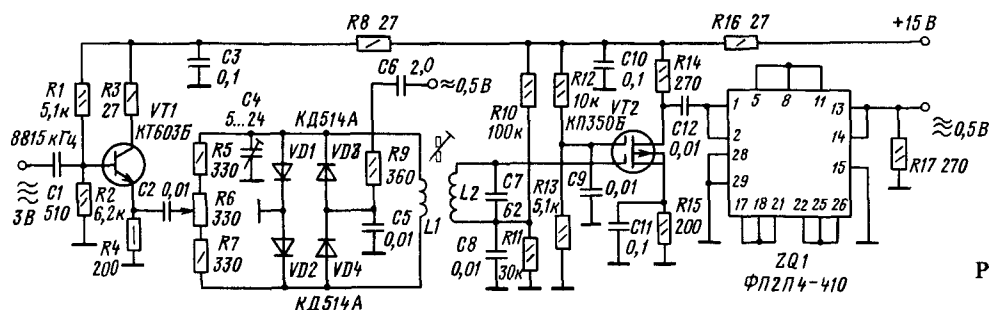 R8 27
R16 27
+15 В
R1
5,1к
R3
27
VT1
КТ603Б
C3
0,1
C6 2,0
≈0,5В
C4
5...24
КД514А
R10
100к
R12
10к
КП350Б
C10
0,1
VT2
R14
270
C12
0,01
1
2
28
29
5
8
11
13
14
15
17
18
21
22
25
26
≈0,5В
R17 270
8815 кГц
C1
510
3В
R2
6,2к
C2
0,01
R4
200
R5
330
R6
330
R7
330
VD1
VD3
VD2
VD4
КД514А
R9
360
C5
0,01
L1
L2
C7
62
C8
0,01
R11
30к
R13
5,1к
C9
0,01
C11
0,1
R15
200
ZQ1
ФП2П4-410
Р